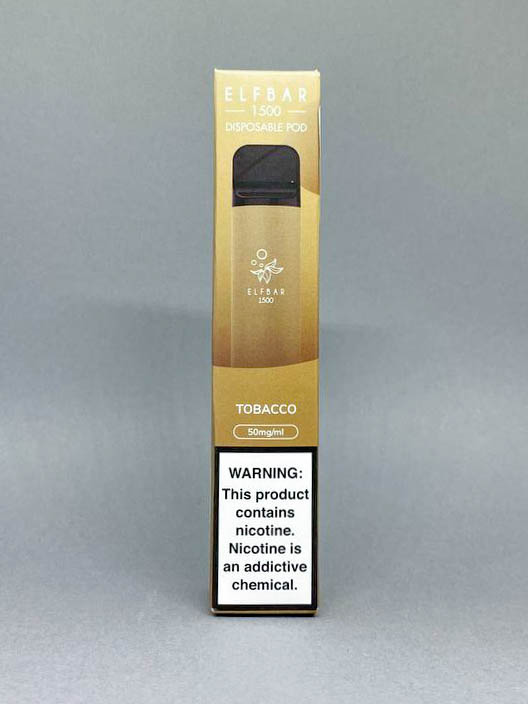 ELFBAR
1500
DISPOSABLE POD
ELFBAR
1500
TOBACCO
50mg/ml
WARNING:
This product
contains
nicotine.
Nicotine is
an addictive
chemical.